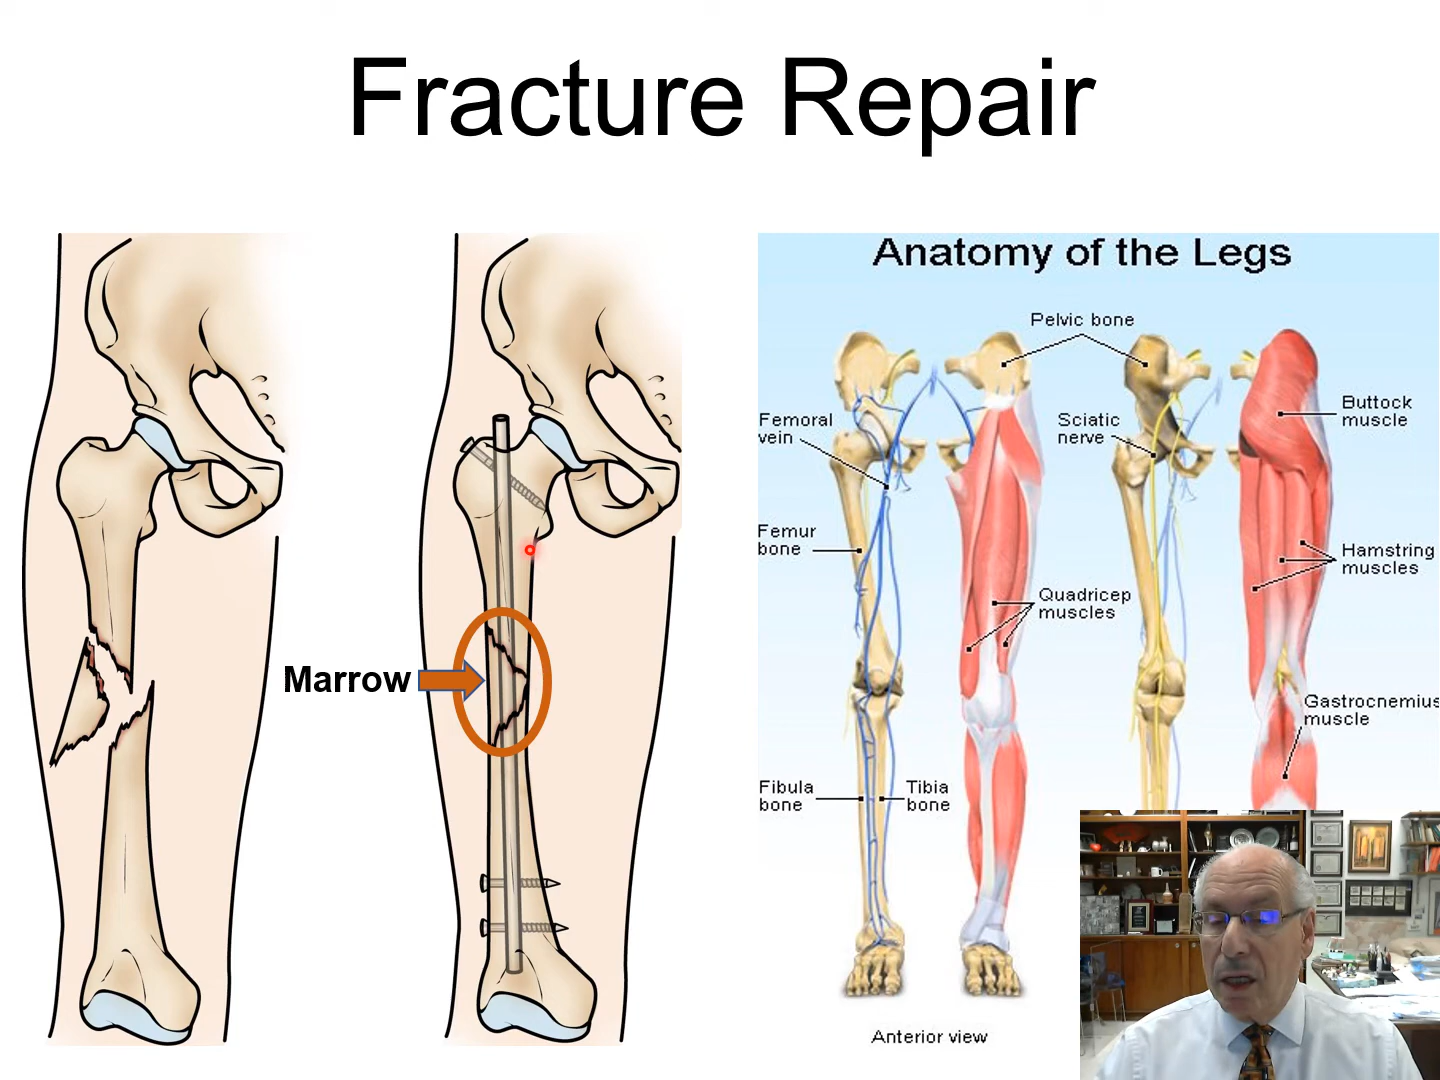 Fracture Repair
Marrow
Anatomy of the Legs
Pelvic bone
Femoral
vein
Sciatic
nerve
Buttock
muscle
Femur
bone
Hamstring
muscles
Quadricep
muscles
Gastrocnemius
muscle
Fibula
bone
Tibia
bone
Anterior view